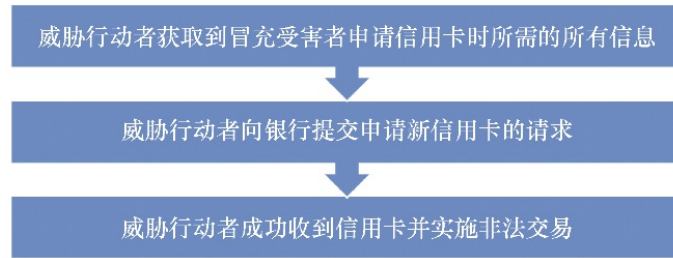 威胁行动者获取到冒充受害者申请信用卡时所需的所有信息
威胁行动者向银行提交申请新信用卡的请求
威胁行动者成功收到信用卡并实施非法交易